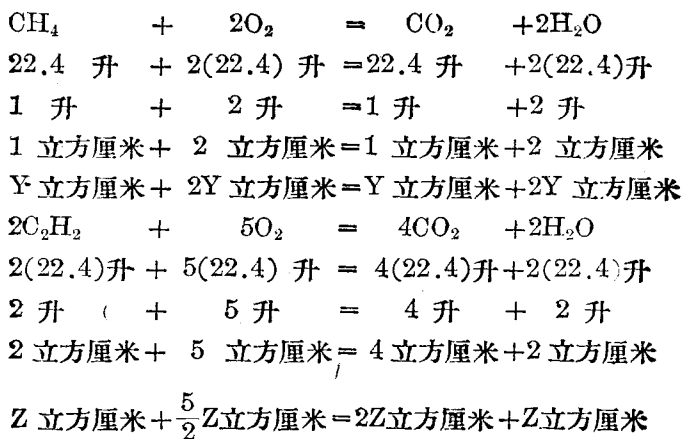 CH₄ + 2O₂ = CO₂ +2H₂O
22.4 升 + 2(22.4) 升 =22.4 升 +2(22.4)升
1 升 + 2 升 =1 升 +2 升
1 立方厘米+ 2 立方厘米=1 立方厘米+2 立方厘米
Y 立方厘米+ 2Y 立方厘米=Y 立方厘米+2Y 立方厘米
2C₂H₂ + 5O₂ = 4CO₂ +2H₂O
2(22.4)升+ 5(22.4) 升 = 4(22.4)升+2(22.4)升
2 升 + 5 升 = 4 升 + 2 升
2 立方厘米+ 5 立方厘米= 4 立方厘米+2 立方厘米
Z 立方厘米+5/2Z立方厘米=2Z立方厘米+Z立方厘米